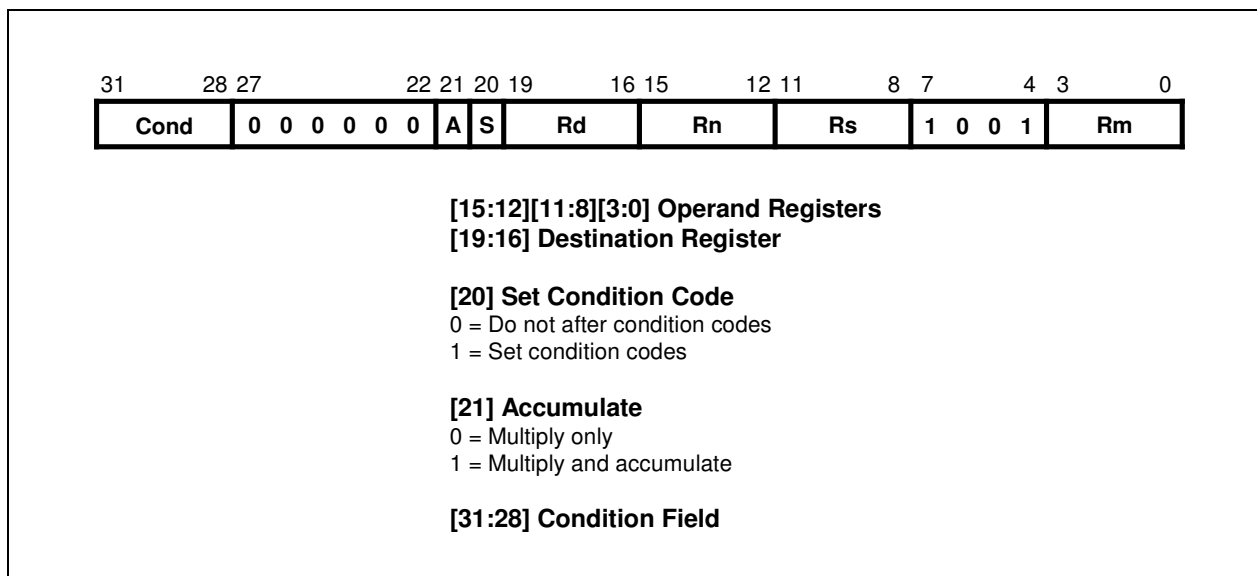 31 28 27 22 21 20 19 16 15 12 11 8 7 4 3 0
Cond 0 0 0 0 0 0 A S Rd Rn Rs 1 0 0 1 Rm
[15:12][11:8][3:0] Operand Registers
[19:16] Destination Register
[20] Set Condition Code
0 = Do not after condition codes
1 = Set condition codes
[21] Accumulate
0 = Multiply only
1 = Multiply and accumulate
[31:28] Condition Field